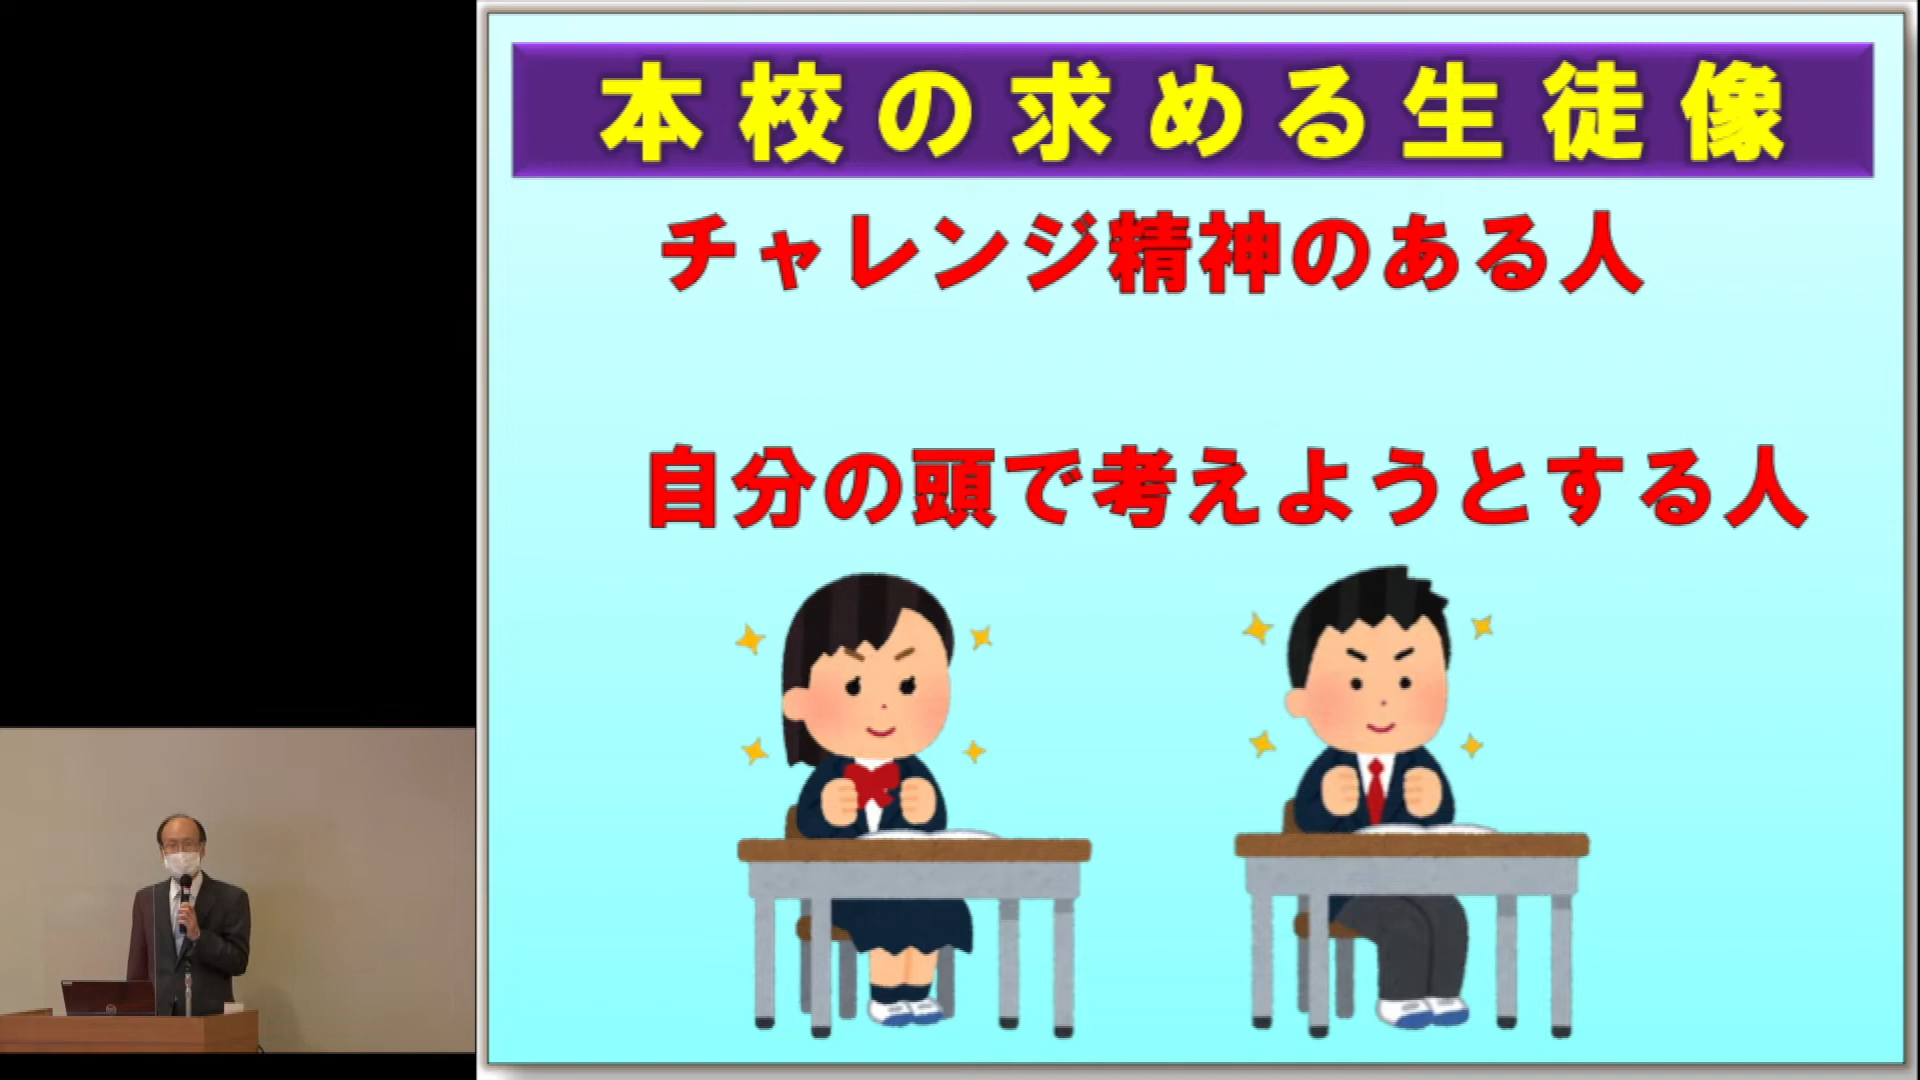 本校の求める生徒像
チャレンジ精神のある人
自分の頭で考えようとする人